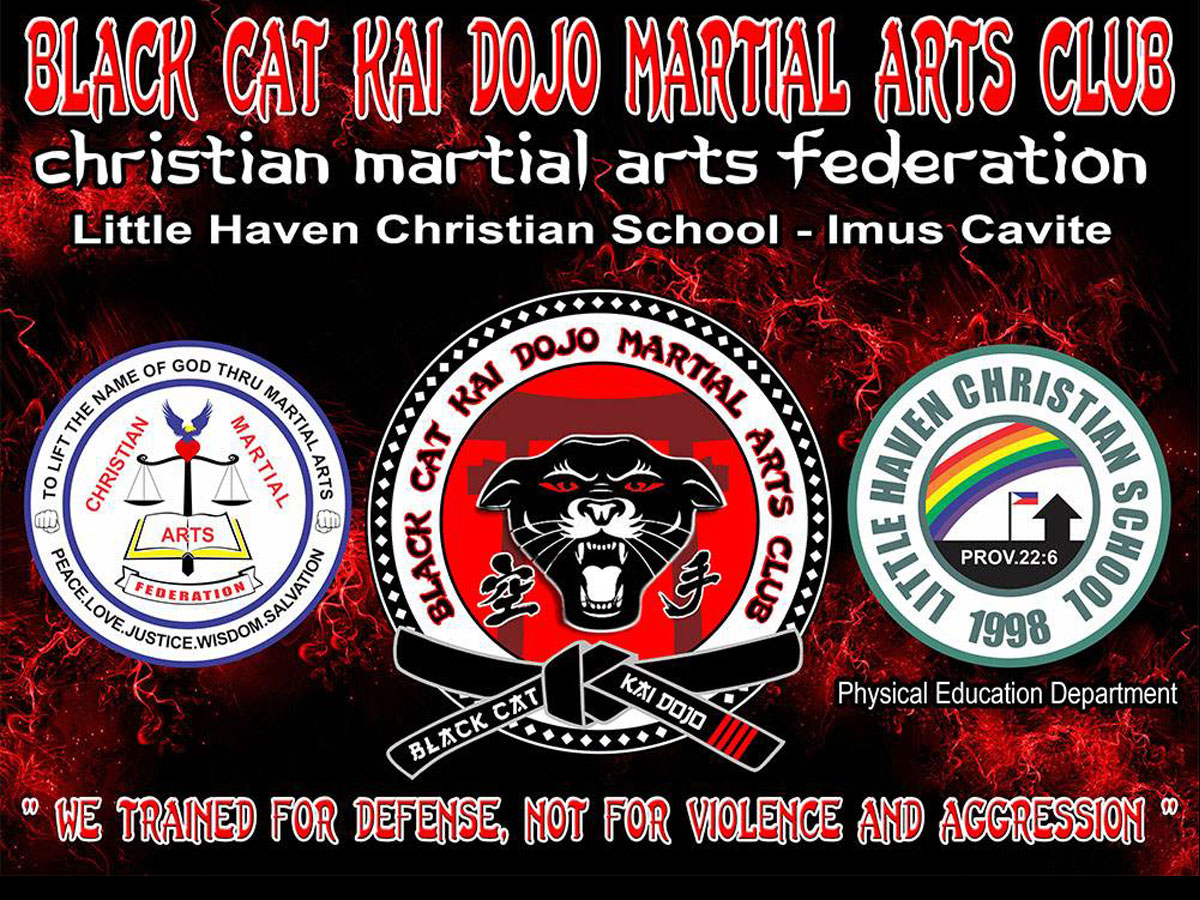 BLACK CAT KAI DOJO MARTIAL ARTS CLUB
christian martial arts federation
Little Haven Christian School - Imus Cavite
TO LIFT THE NAME OF GOD THRU MARTIAL ARTS
CHRISTIAN MARTIAL
ARTS
FEDERATION
PEACE.LOVE.JUSTICE.WISDOM.SALVATION
BLACK CAT KAI DOJO MARTIAL ARTS CLUB
空 手
BLACK CAT KAI DOJO
LITTLE HAVEN CHRISTIAN SCHOOL
PROV.22:6
1998
Physical Education Department
" WE TRAINED FOR DEFENSE, NOT FOR VIOLENCE AND AGGRESSION "